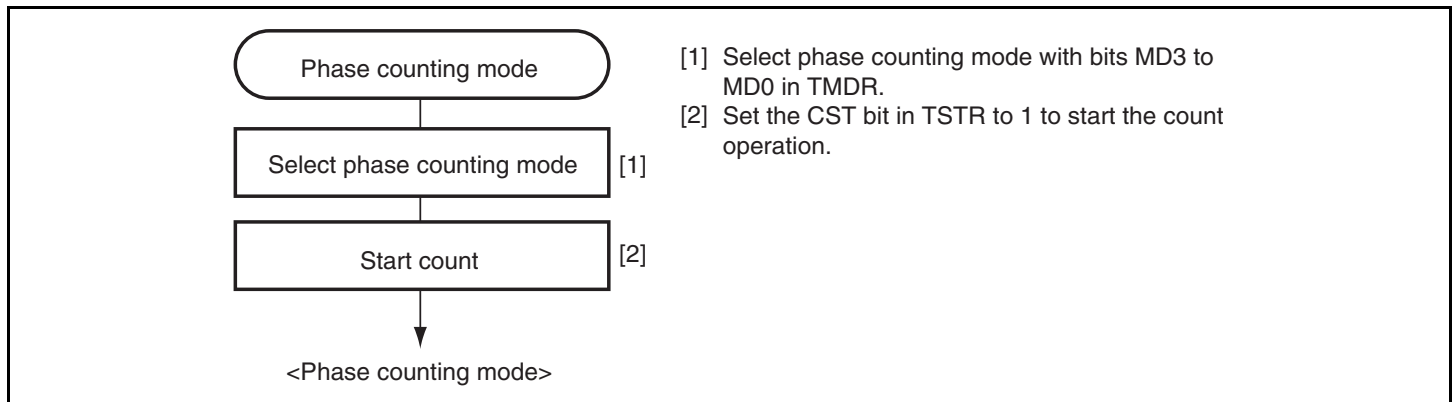 Phase counting mode
Select phase counting mode
[1]
Start count
[2]
<Phase counting mode>
[1] Select phase counting mode with bits MD3 to
MD0 in TMDR.
[2] Set the CST bit in TSTR to 1 to start the count
operation.